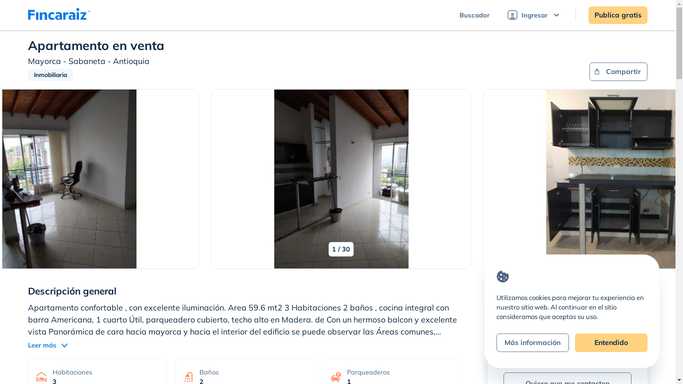 Fincaraiz
Buscador
Ingresar
Publica gratis
Apartamento en venta
Mayorca - Sabaneta - Antioquia
Inmobiliaria
Compartir
1 / 30
Descripción general
Apartamento confortable , con excelente iluminación. Area 59.6 mt2 3 Habitaciones 2 baños , cocina integral con
barra Americana, 1 cuarto Útil, parqueadero cubierto, techo alto en Madera. de Con un hermoso balcon y excelente
vista Panorámica de cara hacia mayorca y hacia el interior del edificio se puede observar las Áreas comunes,...
Leer más
Habitaciones
3
Baños
2
Parqueaderos
1
Utilizamos cookies para mejorar tu experiencia en
nuestro sitio web. Al continuar en el sitio
consideramos que aceptas su uso.
Más información
Entendido
Quiero que me contacten